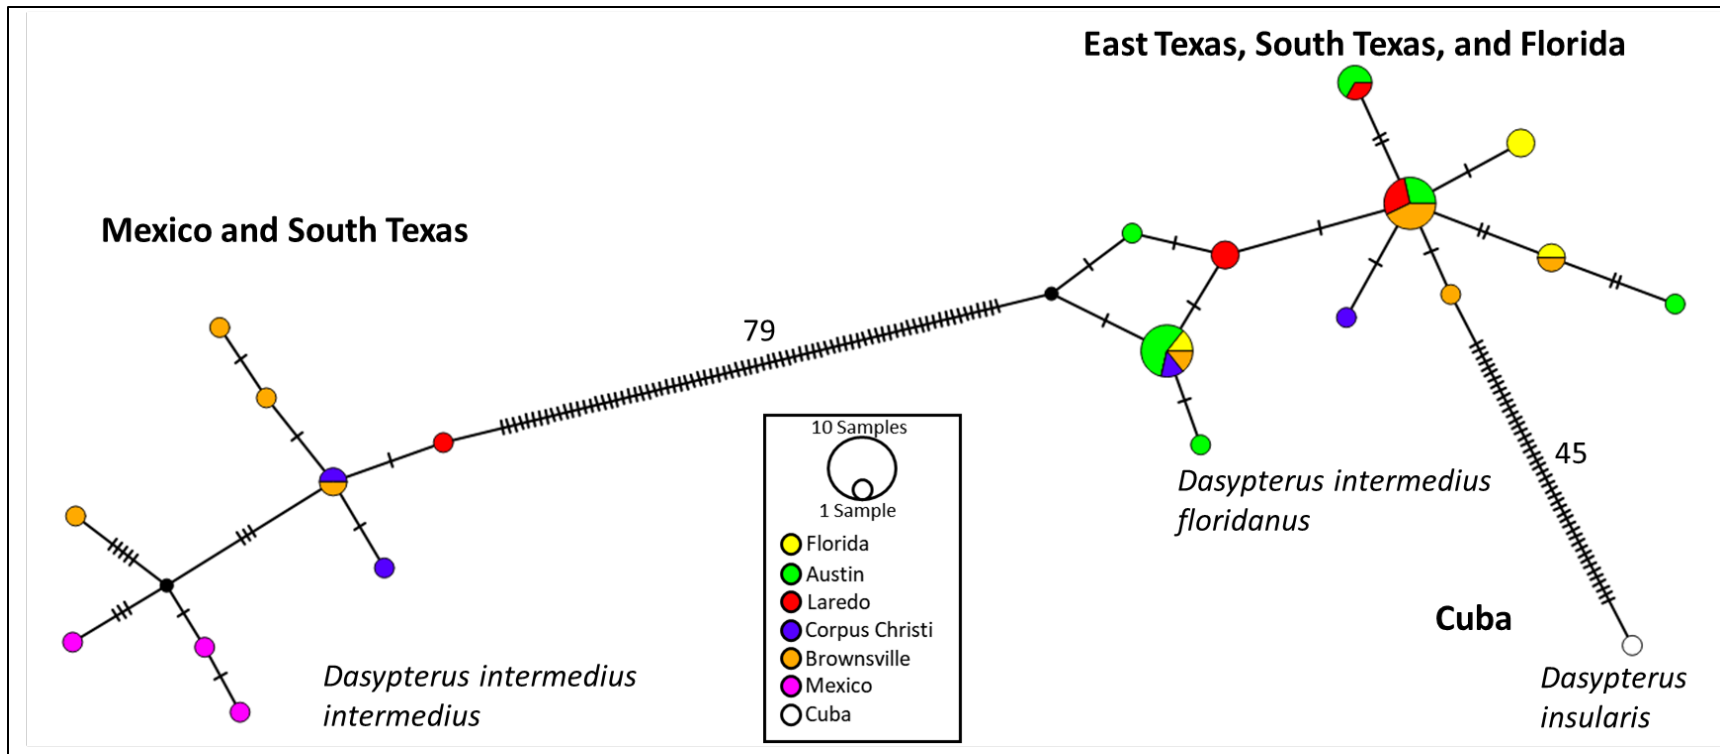 East Texas, South Texas, and Florida
Mexico and South Texas
79
10 Samples
1 Sample
Florida
Austin
Laredo
Corpus Christi
Brownsville
Mexico
Cuba
45
Dasypterus intermedius
floridanus
Cuba
Dasypterus intermedius
intermedius
Dasypterus
insularis